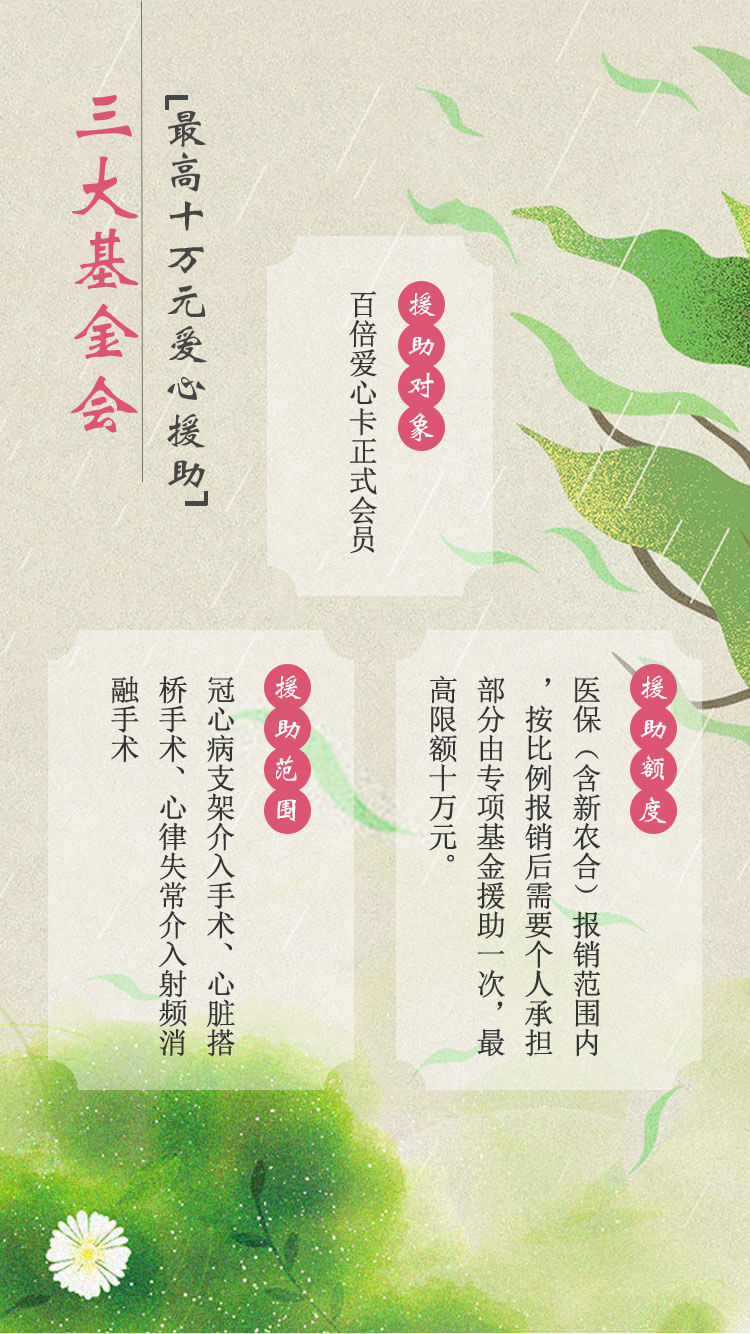 三大基金会
「最高十万元爱心援助」
援助对象
百倍爱心卡正式会员
援助额度
医保（含新农合）报销范围内
，按比例报销后需要个人承担
部分由专项基金援助一次，最
高限额十万元。
援助范围
冠心病支架介入手术、心脏搭
桥手术、心律失常介入射频消
融手术